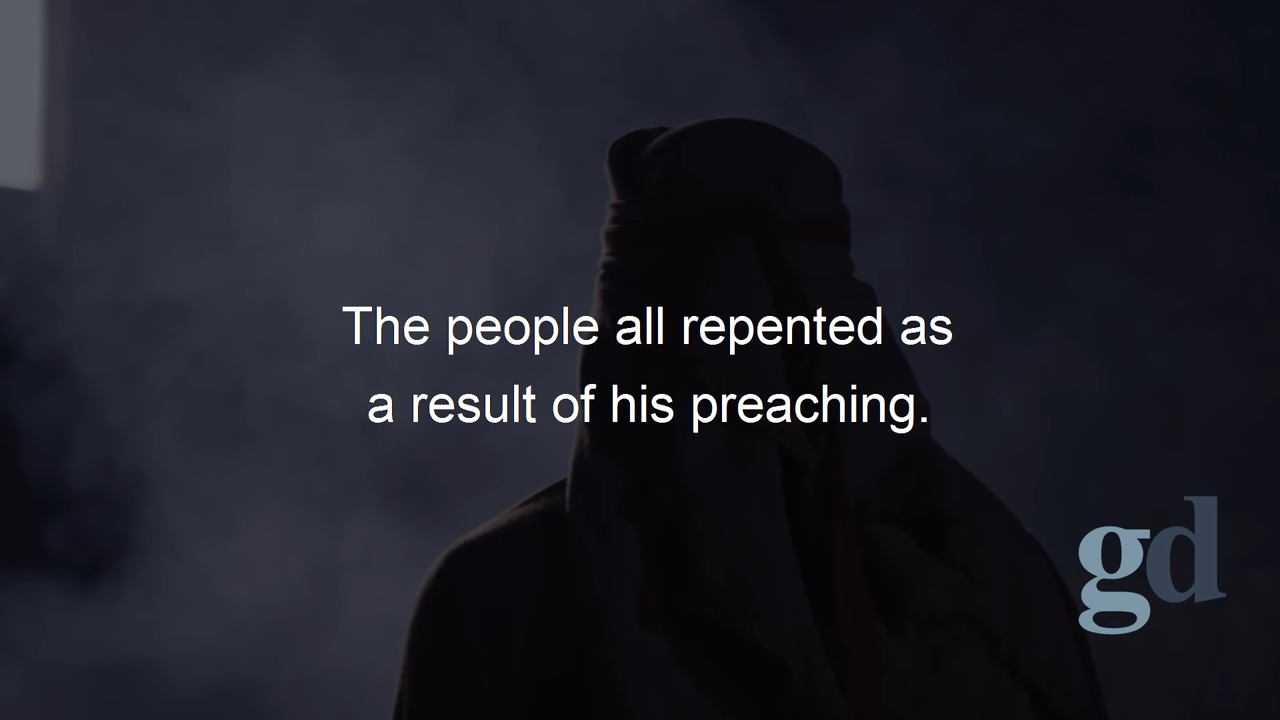 The people all repented as
a result of his preaching.
gd